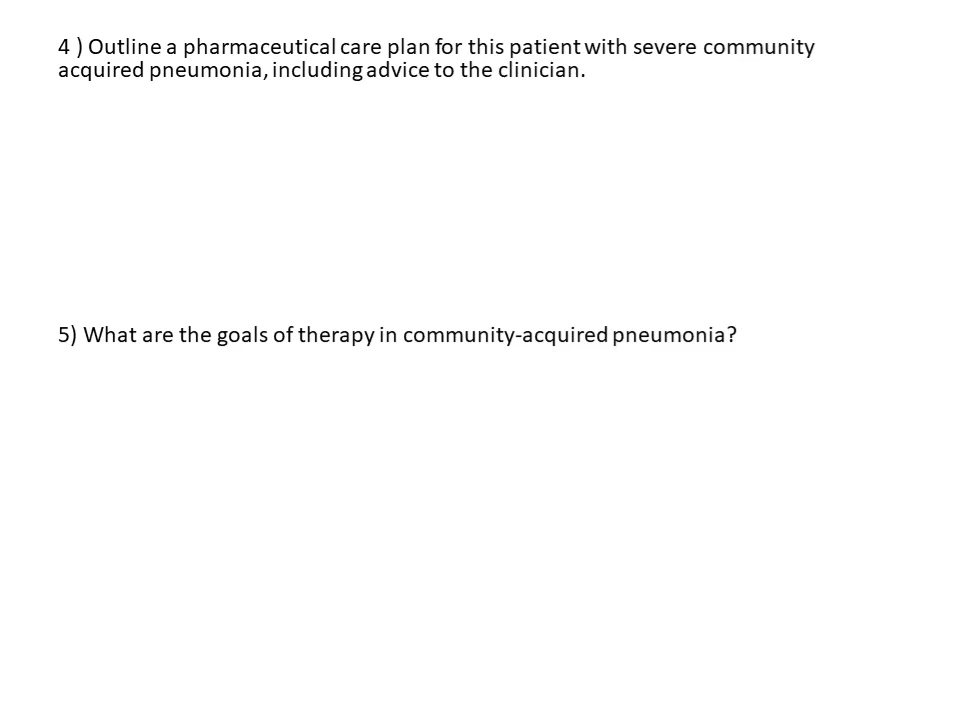 4 ) Outline a pharmaceutical care plan for this patient with severe community
acquired pneumonia, including advice to the clinician.
5) What are the goals of therapy in community-acquired pneumonia?